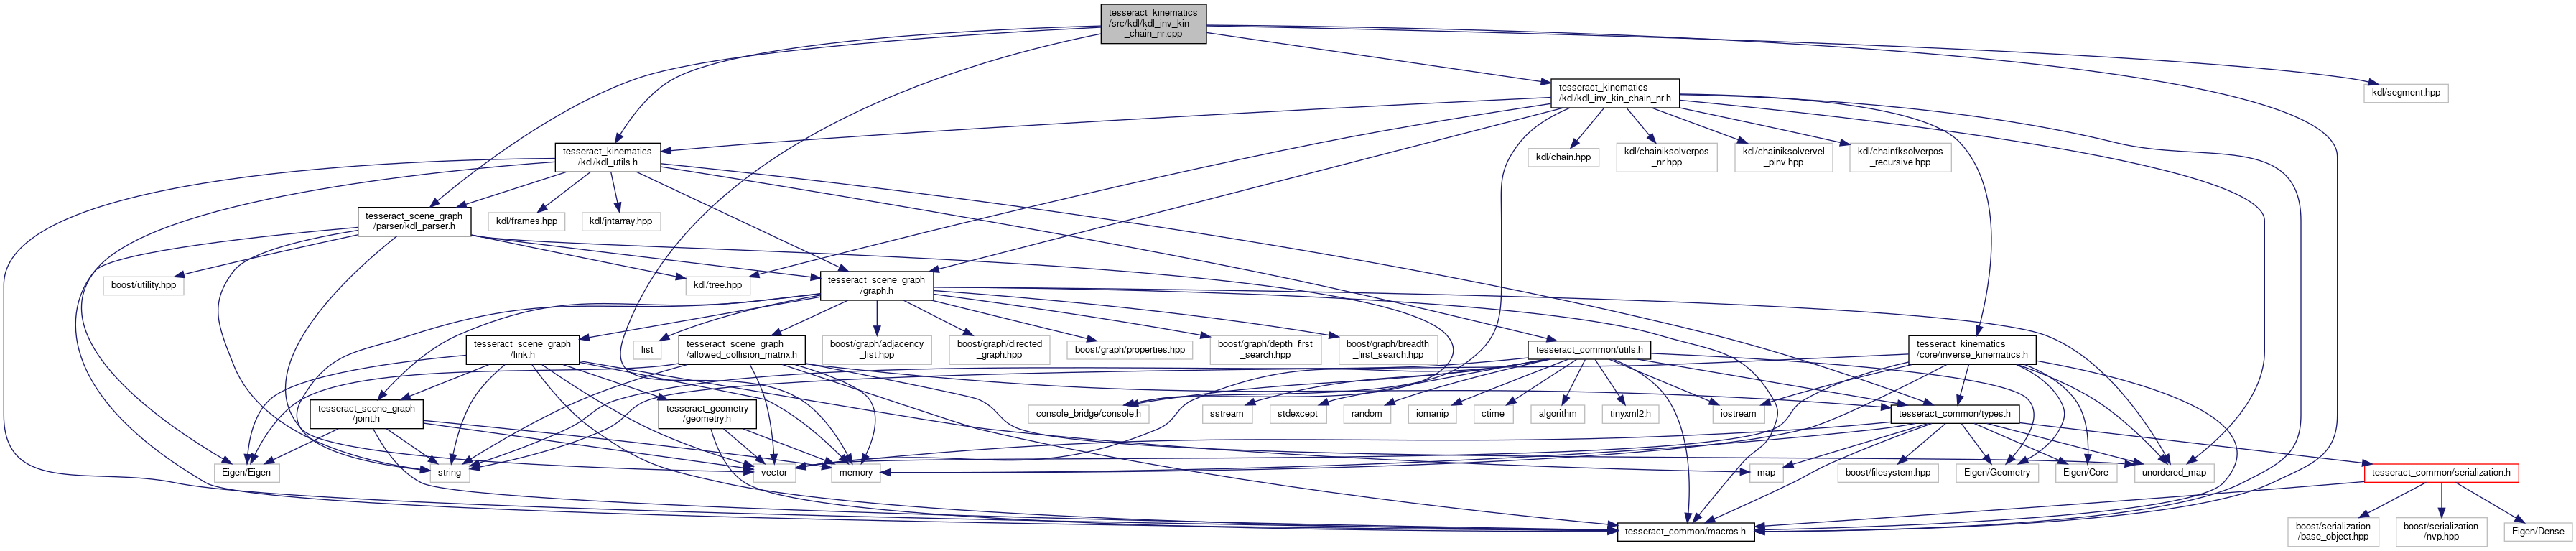 tesseract_kinematics
/src/kdl/kdl_inv_kin
_chain_nr.cpp
tesseract_kinematics
/kdl/kdl_inv_kin_chain_nr.h
kdl/segment.hpp
tesseract_kinematics
/kdl/kdl_utils.h
kdl/chain.hpp
kdl/chainiksolverpos
_nr.hpp
kdl/chainiksolvervel
_pinv.hpp
kdl/chainfksolverpos
_recursive.hpp
tesseract_scene_graph
/parser/kdl_parser.h
kdl/frames.hpp
kdl/jntarray.hpp
boost/utility.hpp
kdl/tree.hpp
tesseract_scene_graph
/graph.h
tesseract_scene_graph
/link.h
list
tesseract_scene_graph
/allowed_collision_matrix.h
boost/graph/adjacency
_list.hpp
boost/graph/directed
_graph.hpp
boost/graph/properties.hpp
boost/graph/depth_first
_search.hpp
boost/graph/breadth
_first_search.hpp
tesseract_common/utils.h
tesseract_kinematics
/core/inverse_kinematics.h
tesseract_scene_graph
/joint.h
tesseract_geometry
/geometry.h
console_bridge/console.h
sstream
stdexcept
random
iomanip
ctime
algorithm
tinyxml2.h
iostream
tesseract_common/types.h
Eigen/Eigen
string
vector
memory
map
boost/filesystem.hpp
Eigen/Geometry
Eigen/Core
unordered_map
tesseract_common/serialization.h
tesseract_common/macros.h
boost/serialization
/base_object.hpp
boost/serialization
/nvp.hpp
Eigen/Dense